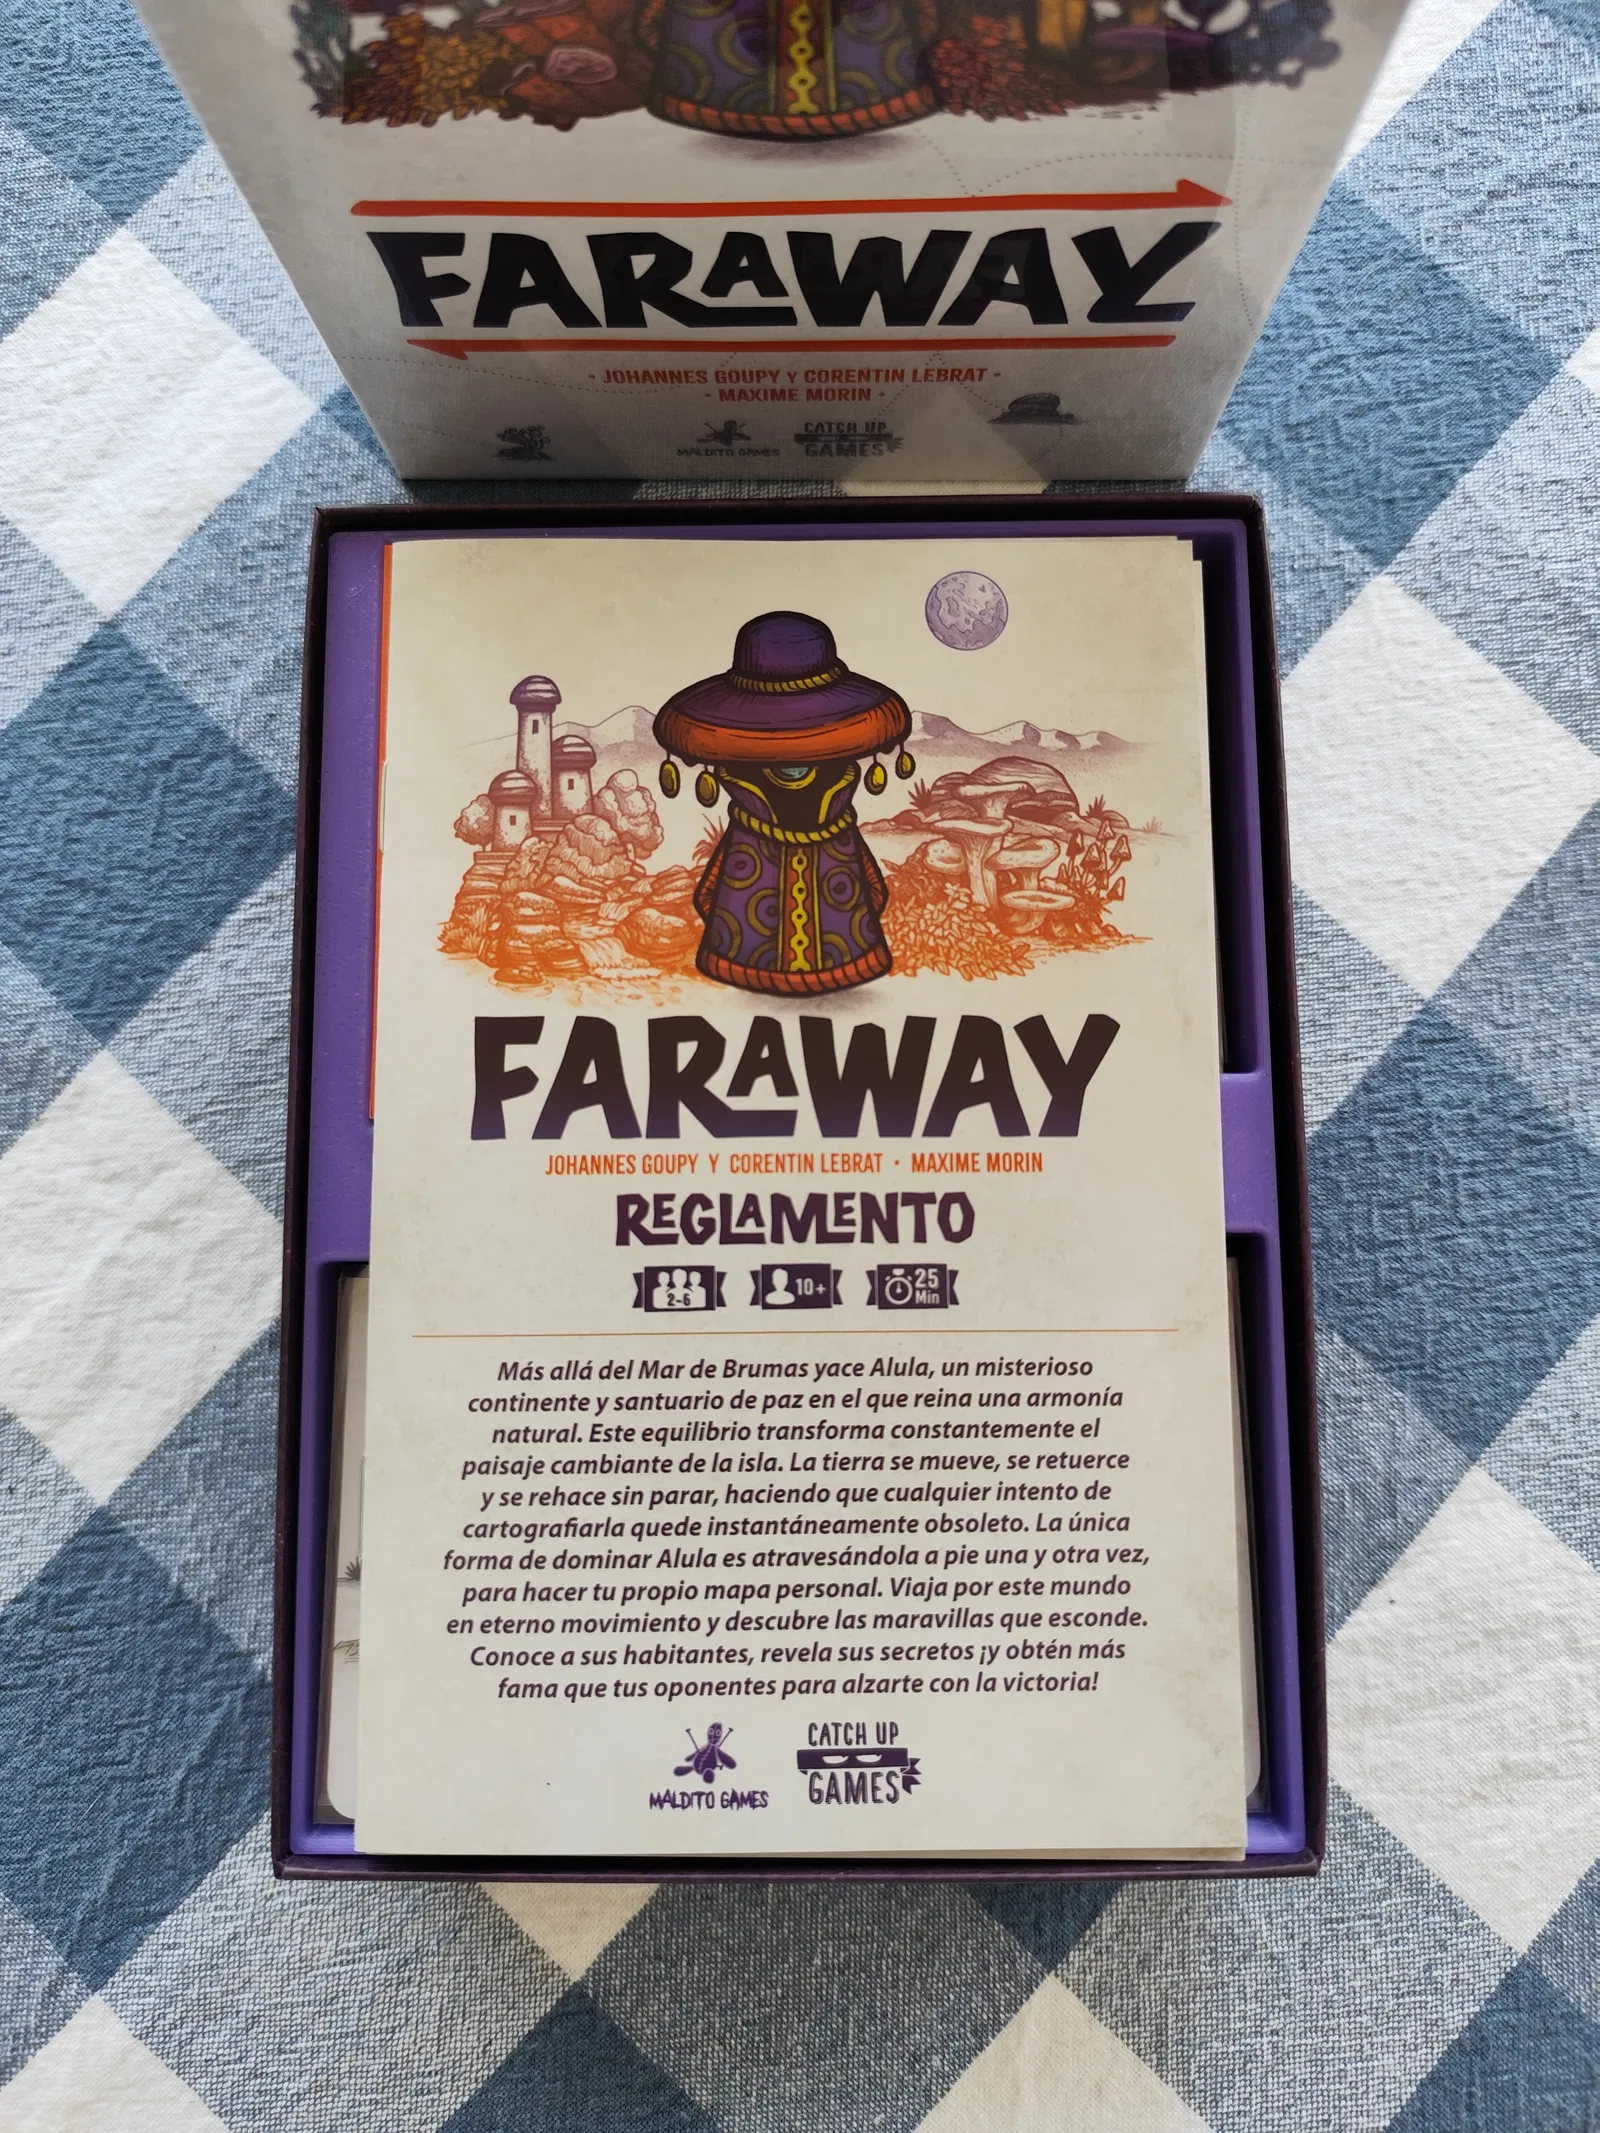 FARAWAY
- JOHANNES GOUPY Y CORENTIN LEBRAT -
- MAXIME MORIN -
MALDITO GAMES
CATCH UP
GAMES
FARAWAY
JOHANNES GOUPY Y CORENTIN LEBRAT · MAXIME MORIN
REGLAMENTO
2-6
10+
25
Min
Más allá del Mar de Brumas yace Alula, un misterioso
continente y santuario de paz en el que reina una armonía
natural. Este equilibrio transforma constantemente el
paisaje cambiante de la isla. La tierra se mueve, se retuerce
y se rehace sin parar, haciendo que cualquier intento de
cartografiarla quede instantáneamente obsoleto. La única
forma de dominar Alula es atravesándola a pie una y otra vez,
para hacer tu propio mapa personal. Viaja por este mundo
en eterno movimiento y descubre las maravillas que esconde.
Conoce a sus habitantes, revela sus secretos ¡y obtén más
fama que tus oponentes para alzarte con la victoria!
MALDITO GAMES
CATCH UP
GAMES